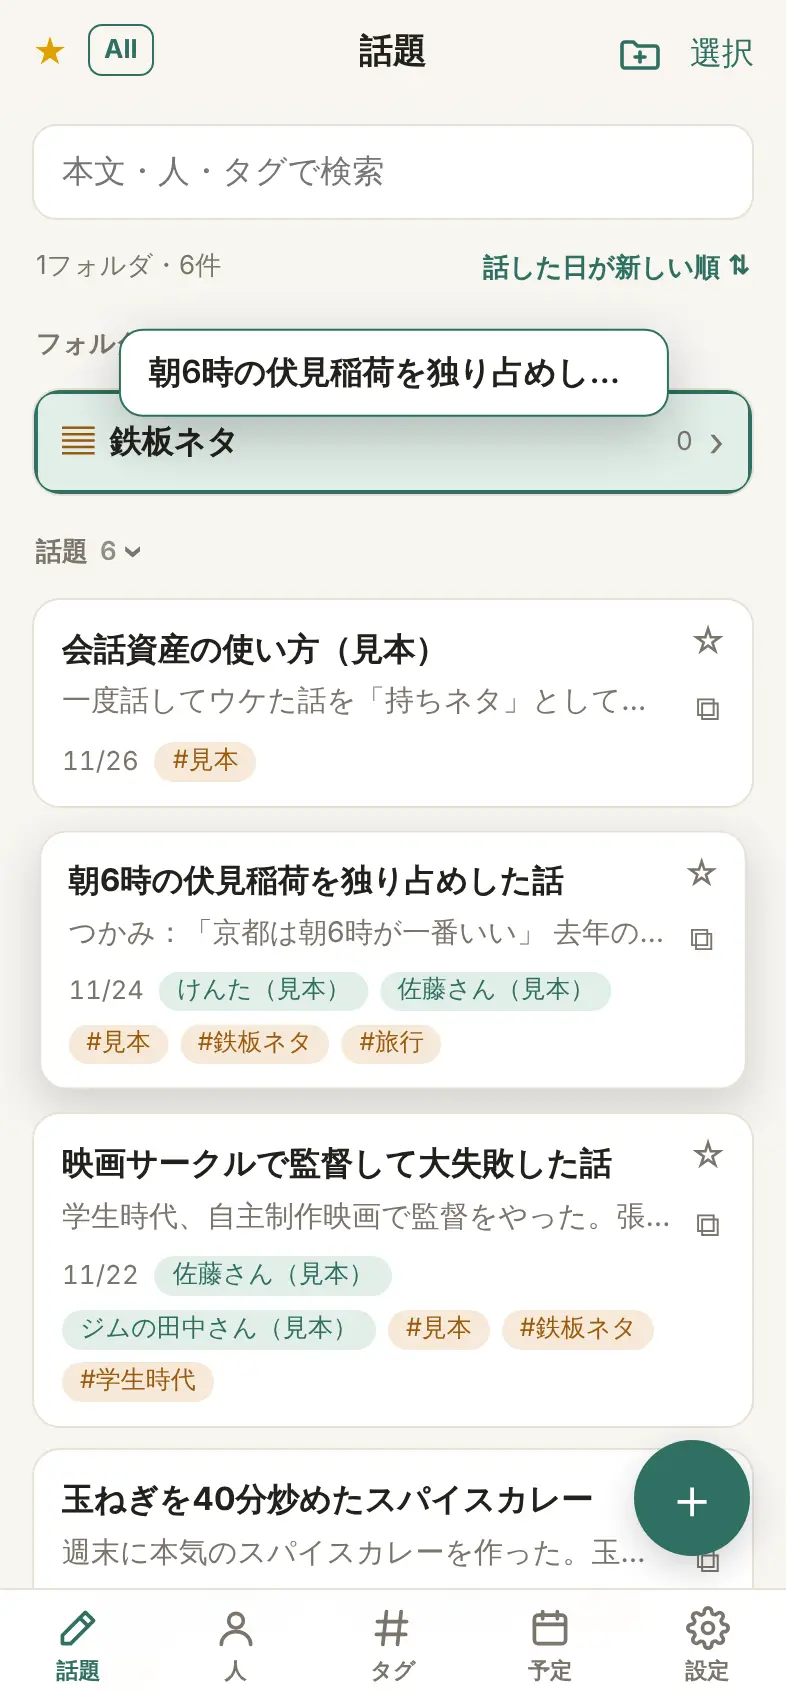 ★ All 話題 選択
本文・人・タグで検索
1フォルダ・6件 話した日が新しい順 ⇅
フォル
朝6時の伏見稲荷を独り占めし...
鉄板ネタ 0 ›
話題 6
会話資産の使い方（見本） ☆
一度話してウケた話を「持ちネタ」として...
11/26 #見本
朝6時の伏見稲荷を独り占めした話 ☆
つかみ：「京都は朝6時が一番いい」 去年の...
11/24 けんた（見本） 佐藤さん（見本）
#見本 #鉄板ネタ #旅行
映画サークルで監督して大失敗した話 ☆
学生時代、自主制作映画で監督をやった。張...
11/22 佐藤さん（見本）
ジムの田中さん（見本） #見本 #鉄板ネタ
#学生時代
玉ねぎを40分炒めたスパイスカレー
週末に本気のスパイスカレーを作った。玉...
+
話題 人 タグ 予定 設定